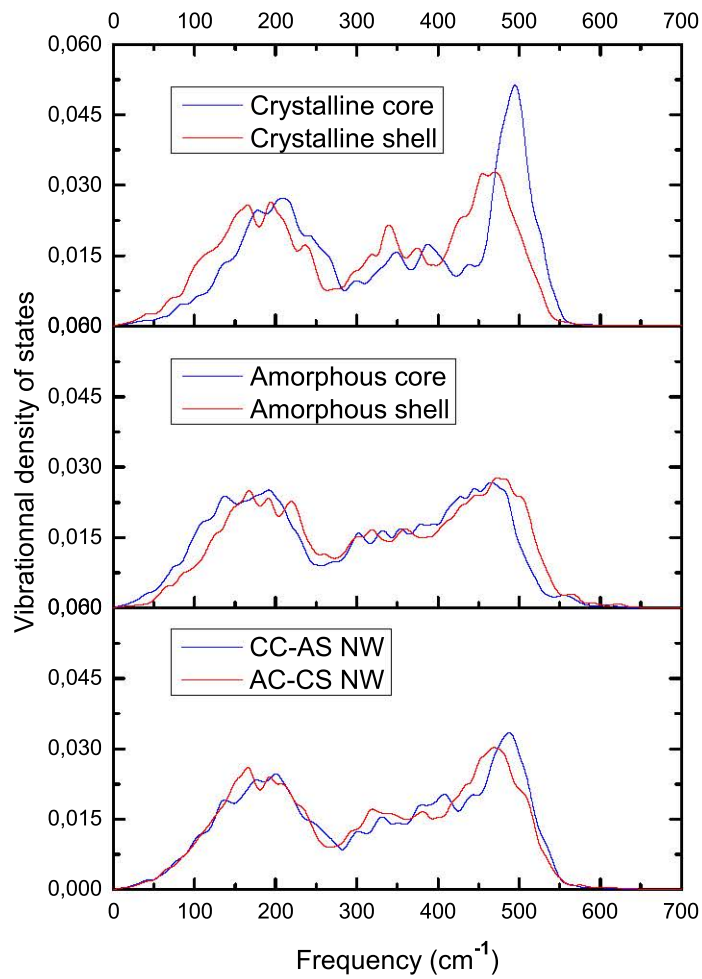 0 100 200 300 400 500 600 700
0,060
0,045
0,030
0,015
0,060
0,045
0,030
0,015
0,060
0,045
0,030
0,015
0,000
Crystalline core
Crystalline shell
Amorphous core
Amorphous shell
CC-AS NW
AC-CS NW
Vibrationnal density of states
0 100 200 300 400 500 600 700
Frequency (cm⁻¹)